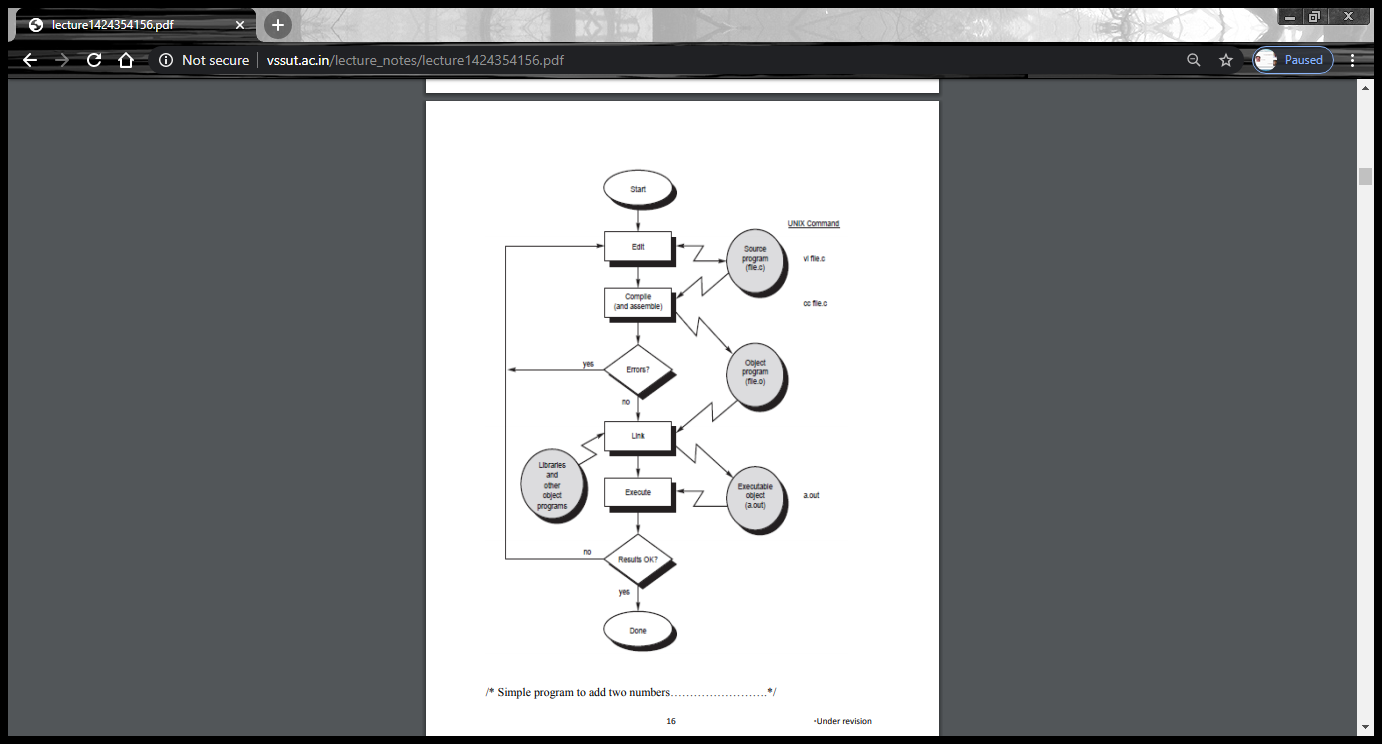 lecture1424354156.pdf
Not secure
vssut.ac.in/lecture_notes/lecture1424354156.pdf
Paused
Start
UNIX Command
Edit
Source
program
(file.c)
vi file.c
Compile
(and assemble)
cc file.c
yes
Errors?
Object
program
(file.o)
no
Link
Libraries
and
other
object
programs
Execute
Executable
object
(a.out)
a.out
no
Results OK?
yes
Done
/* Simple program to add two numbers…………………….*/
16
*Under revision